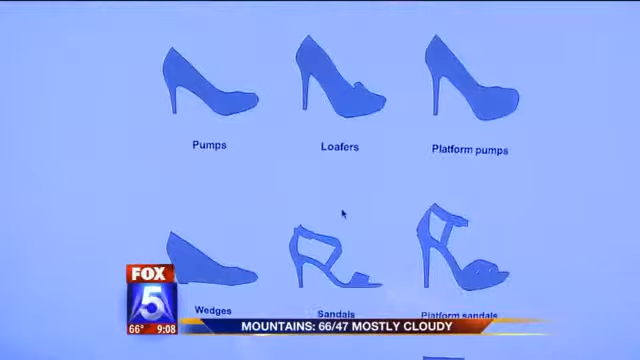 Pumps
Loafers
Platform pumps
Wedges
Sandals
Platform sandals
FOX
5
66° 9:08
MOUNTAINS: 66/47 MOSTLY CLOUDY